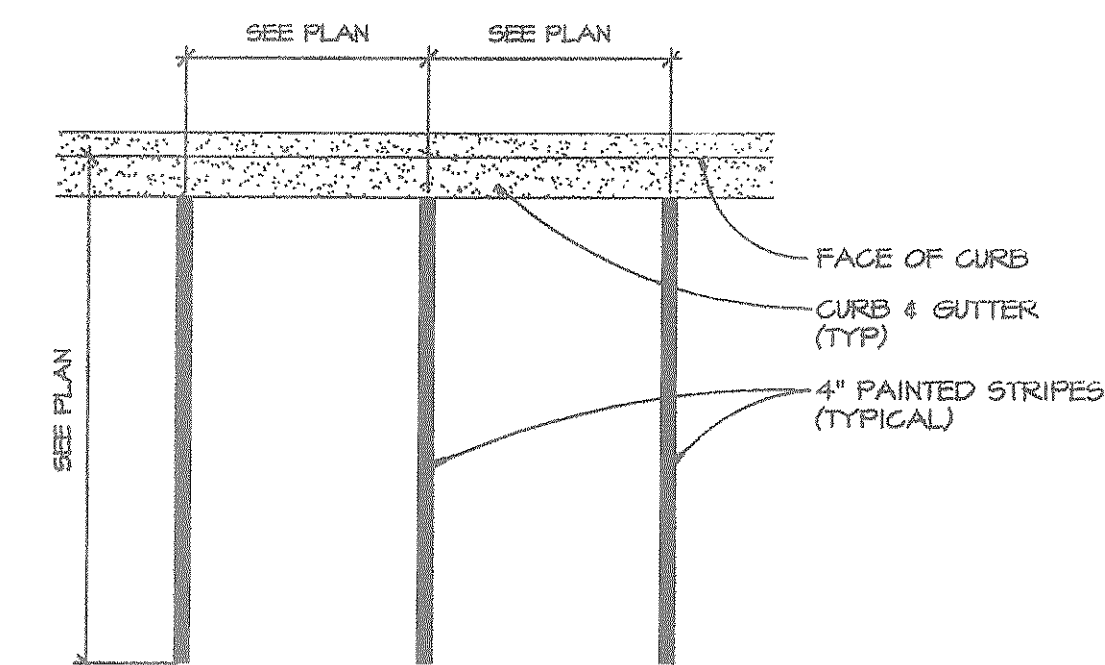 SEE PLAN
SEE PLAN
FACE OF CURB
CURB & GUTTER
(TYP)
4" PAINTED STRIPES
(TYPICAL)
SEE PLAN